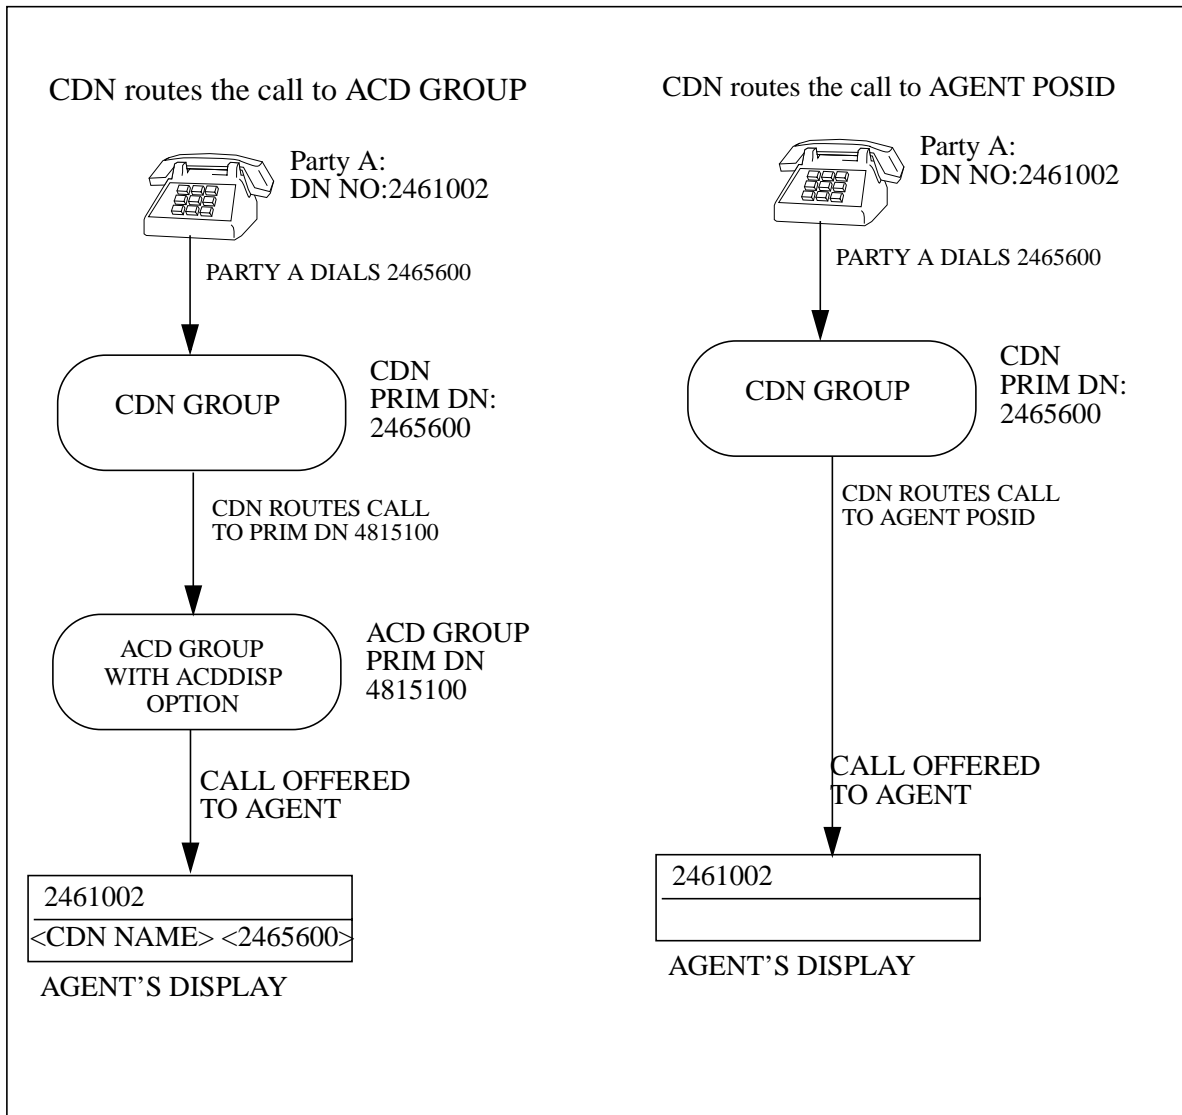 CDN routes the call to ACD GROUP
Party A:
DN NO:2461002
PARTY A DIALS 2465600
CDN GROUP
CDN
PRIM DN:
2465600
CDN ROUTES CALL
TO PRIM DN 4815100
ACD GROUP
WITH ACDDISP
OPTION
ACD GROUP
PRIM DN
4815100
CALL OFFERED
TO AGENT
2461002
<CDN NAME> <2465600>
AGENT'S DISPLAY
CDN routes the call to AGENT POSID
Party A:
DN NO:2461002
PARTY A DIALS 2465600
CDN GROUP
CDN
PRIM DN:
2465600
CDN ROUTES CALL
TO AGENT POSID
CALL OFFERED
TO AGENT
2461002
AGENT'S DISPLAY